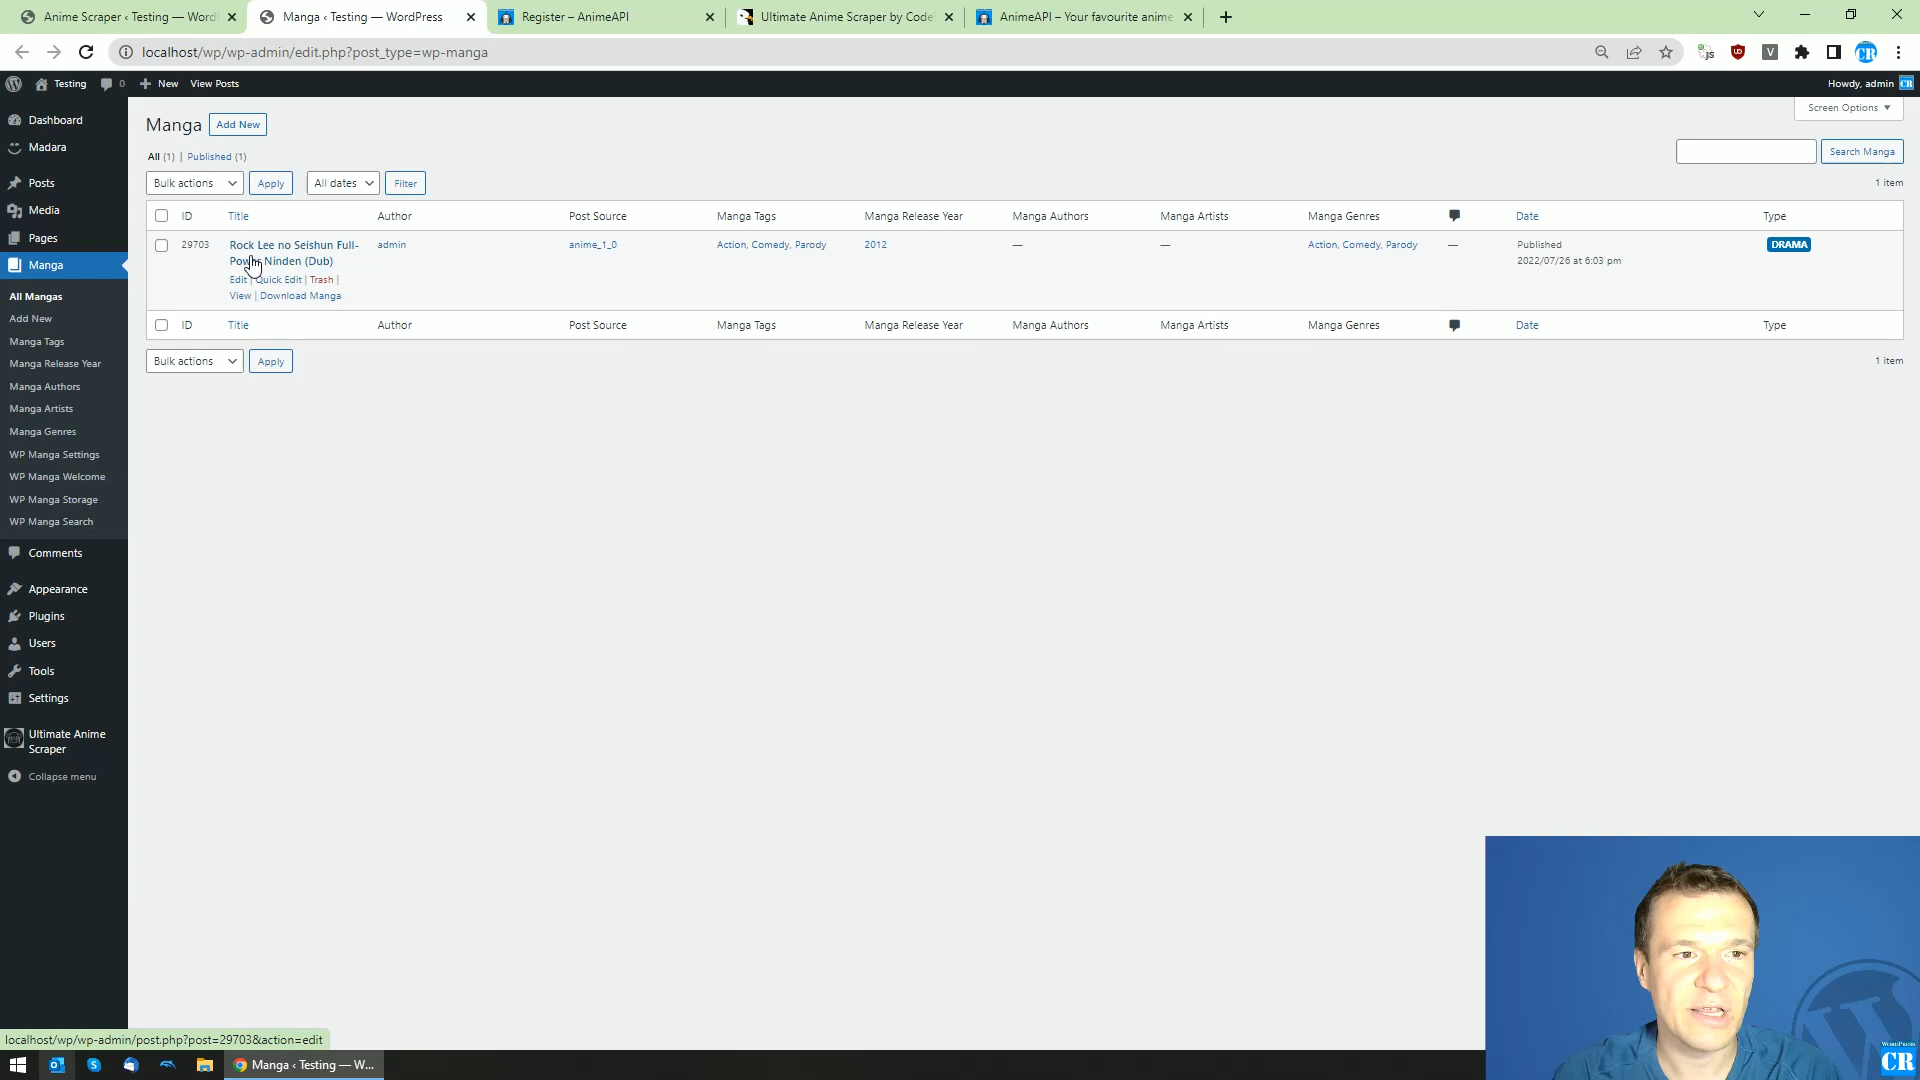 Anime Scraper ‹ Testing — Word
Manga ‹ Testing — WordPress
Register – AnimeAPI
Ultimate Anime Scraper by Code
AnimeAPI – Your favourite anime
localhost/wp/wp-admin/edit.php?post_type=wp-manga
Testing
0
New
View Posts
Howdy, admin
Dashboard
Madara
Posts
Media
Pages
Manga
All Mangas
Add New
Manga Tags
Manga Release Year
Manga Authors
Manga Artists
Manga Genres
WP Manga Settings
WP Manga Welcome
WP Manga Storage
WP Manga Search
Comments
Appearance
Plugins
Users
Tools
Settings
Ultimate Anime
Scraper
Collapse menu
Manga Add New
Screen Options
All (1) | Published (1)
Search Manga
Bulk actions Apply All dates Filter
1 item
ID Title Author Post Source Manga Tags Manga Release Year Manga Authors Manga Artists Manga Genres Date Type
29703 Rock Lee no Seishun Full- admin anime_1_0 Action, Comedy, Parody 2012 — — Action, Comedy, Parody — Published DRAMA
Power Ninden (Dub) 2022/07/26 at 6:03 pm
Edit | Quick Edit | Trash |
View | Download Manga
ID Title Author Post Source Manga Tags Manga Release Year Manga Authors Manga Artists Manga Genres Date Type
Bulk actions Apply
1 item
localhost/wp/wp-admin/post.php?post=29703&action=edit
Manga ‹ Testing — W...
WORDPRESS
CR